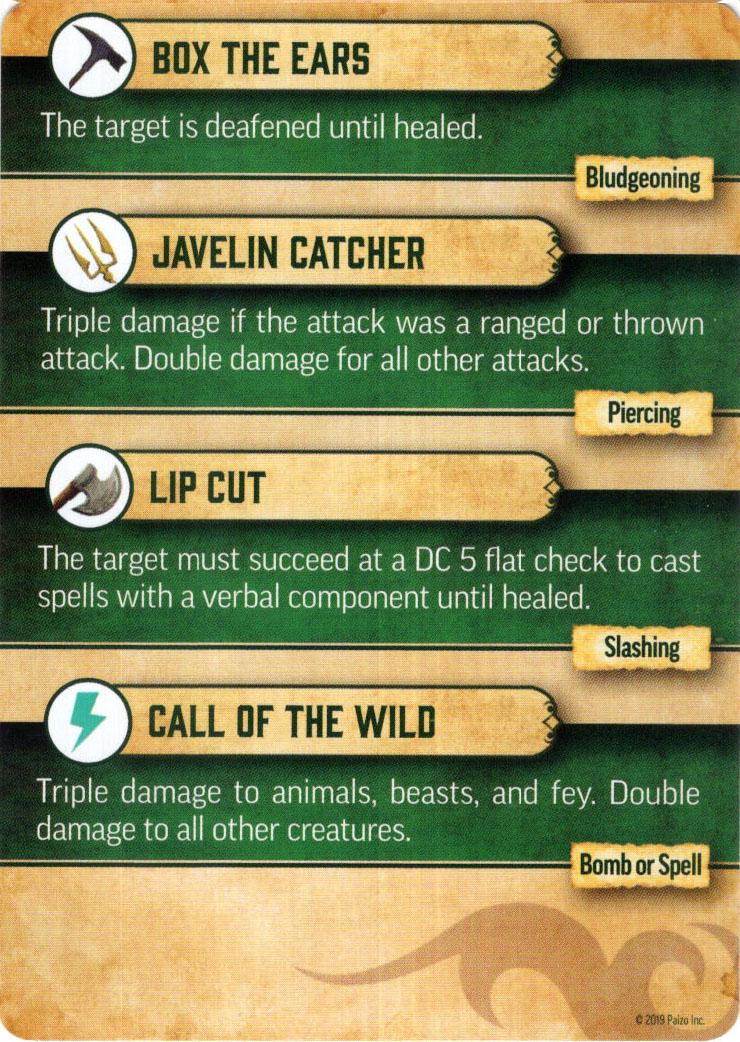 BOX THE EARS
The target is deafened until healed.
Bludgeoning
JAVELIN CATCHER
Triple damage if the attack was a ranged or thrown
attack. Double damage for all other attacks.
Piercing
LIP CUT
The target must succeed at a DC 5 flat check to cast
spells with a verbal component until healed.
Slashing
CALL OF THE WILD
Triple damage to animals, beasts, and fey. Double
damage to all other creatures.
Bomb or Spell
© 2019 Paizo Inc.